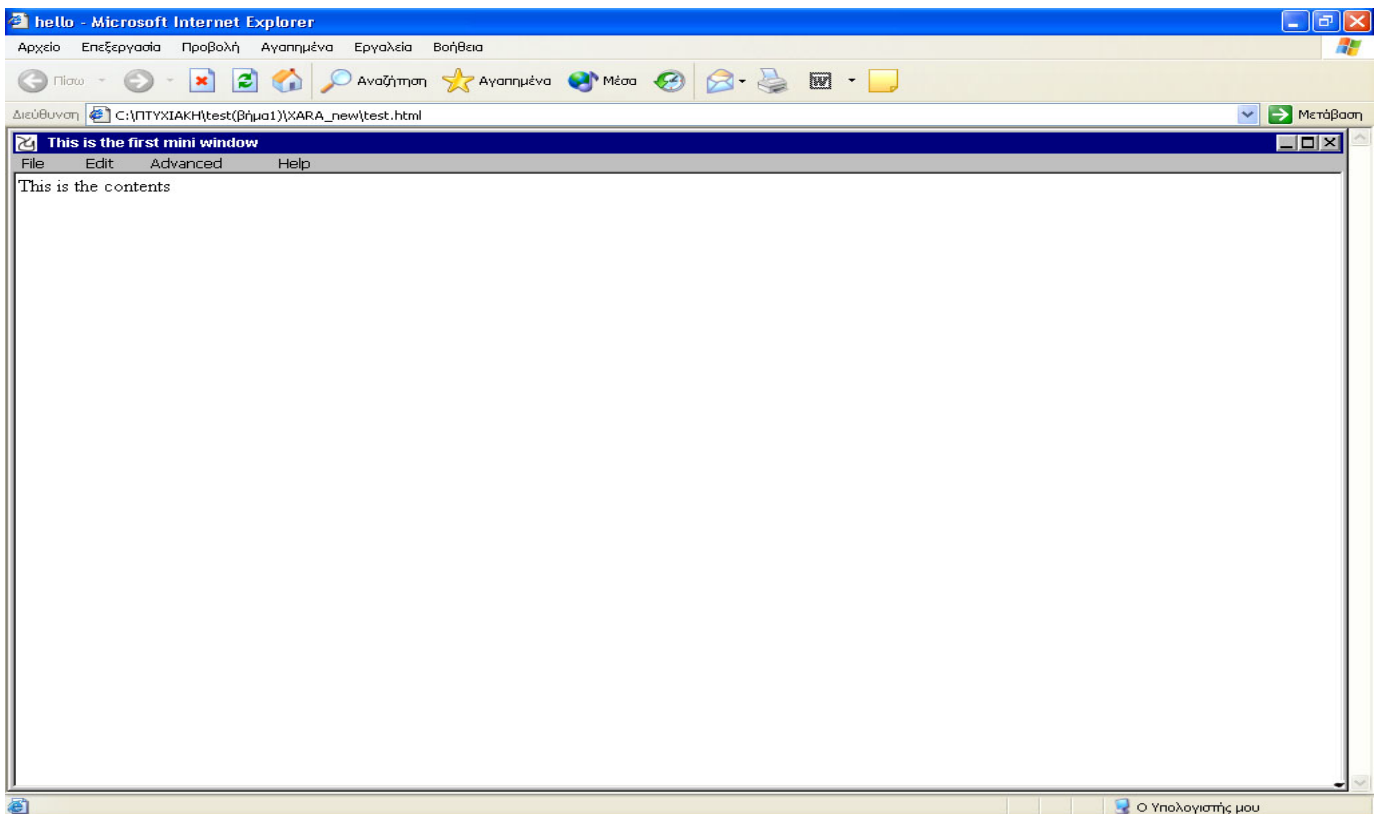 hello - Microsoft Internet Explorer
Αρχείο Επεξεργασία Προβολή Αγαπημένα Εργαλεία Βοήθεια
Πίσω Αναζήτηση Αγαπημένα Μέσα
Διεύθυνση C:\ΠΤΥΧΙΑΚΗ\test(βήμα1)\XARA_new\test.html Μετάβαση
This is the first mini window
File Edit Advanced Help
This is the contents
Ο Υπολογιστής μου